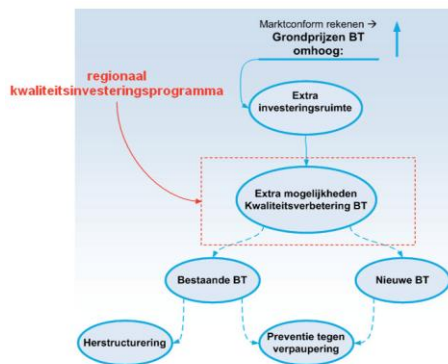 Marktconform rekenen →
Grondprijzen BT
omhoog:
regionaal
kwaliteitsinvesteringsprogramma
Extra
investeringsruimte
Extra mogelijkheden
Kwaliteitsverbetering BT
Bestaande BT
Nieuwe BT
Herstructurering
Preventie tegen
verpaupering